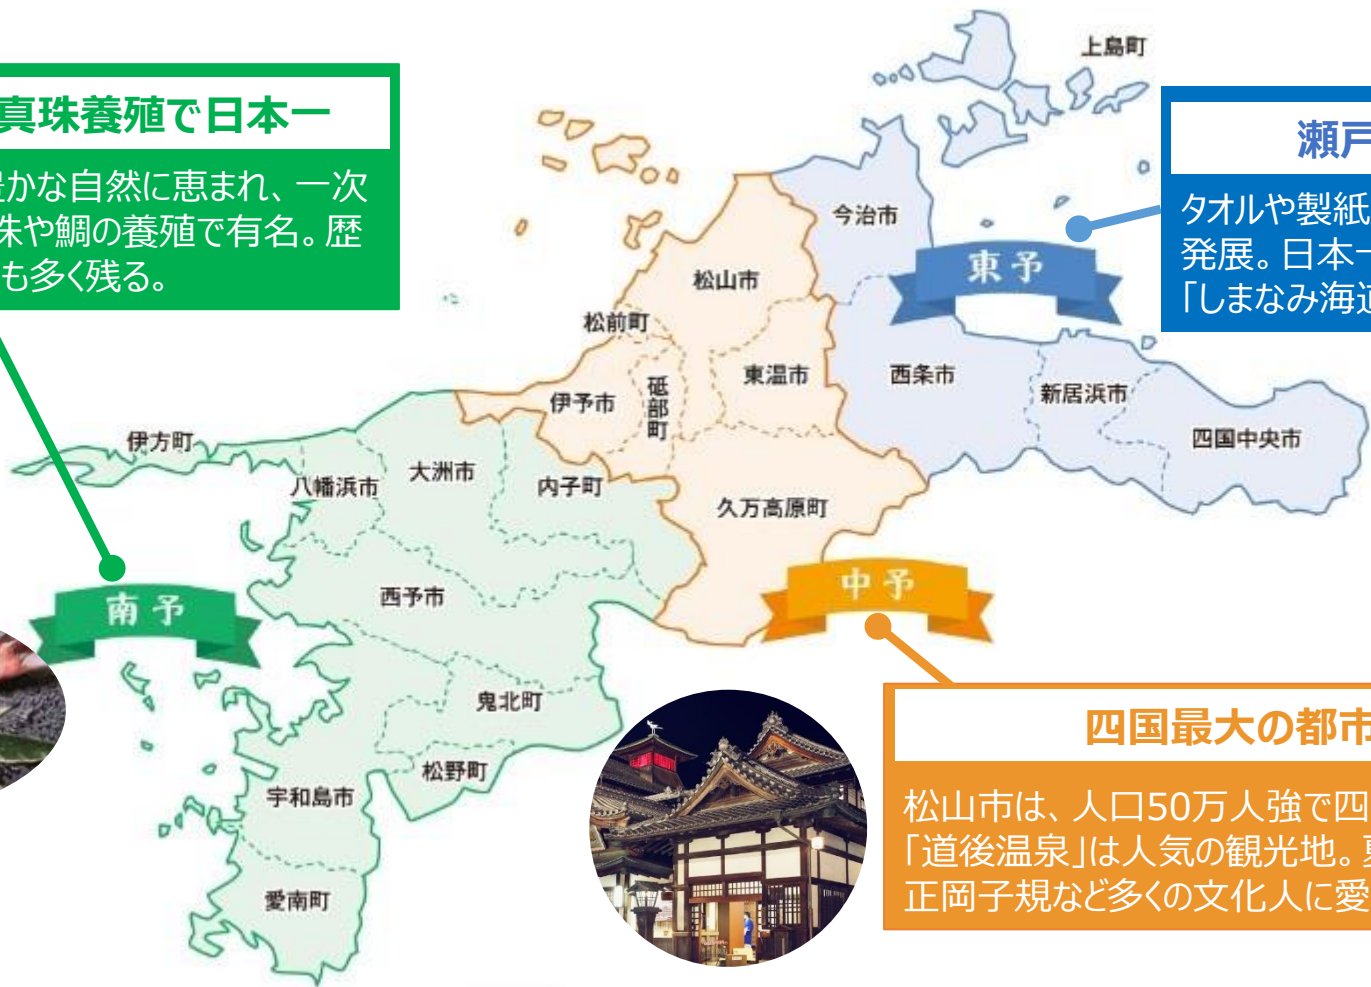 真珠養殖で日本一
豊かな自然に恵まれ、一次
珠や鯛の養殖で有名。歴
も多く残る。
上島町
瀬戸
タオルや製紙
発展。日本一
「しまなみ海道
今治市
東予
松山市
松前町
東温市
西条市
新居浜市
四国中央市
伊予市
砥部町
伊方町
八幡浜市
大洲市
内子町
久万高原町
中予
南予
西予市
鬼北町
松野町
宇和島市
愛南町
四国最大の都市
松山市は、人口50万人強で四
「道後温泉」は人気の観光地。
正岡子規など多くの文化人に愛